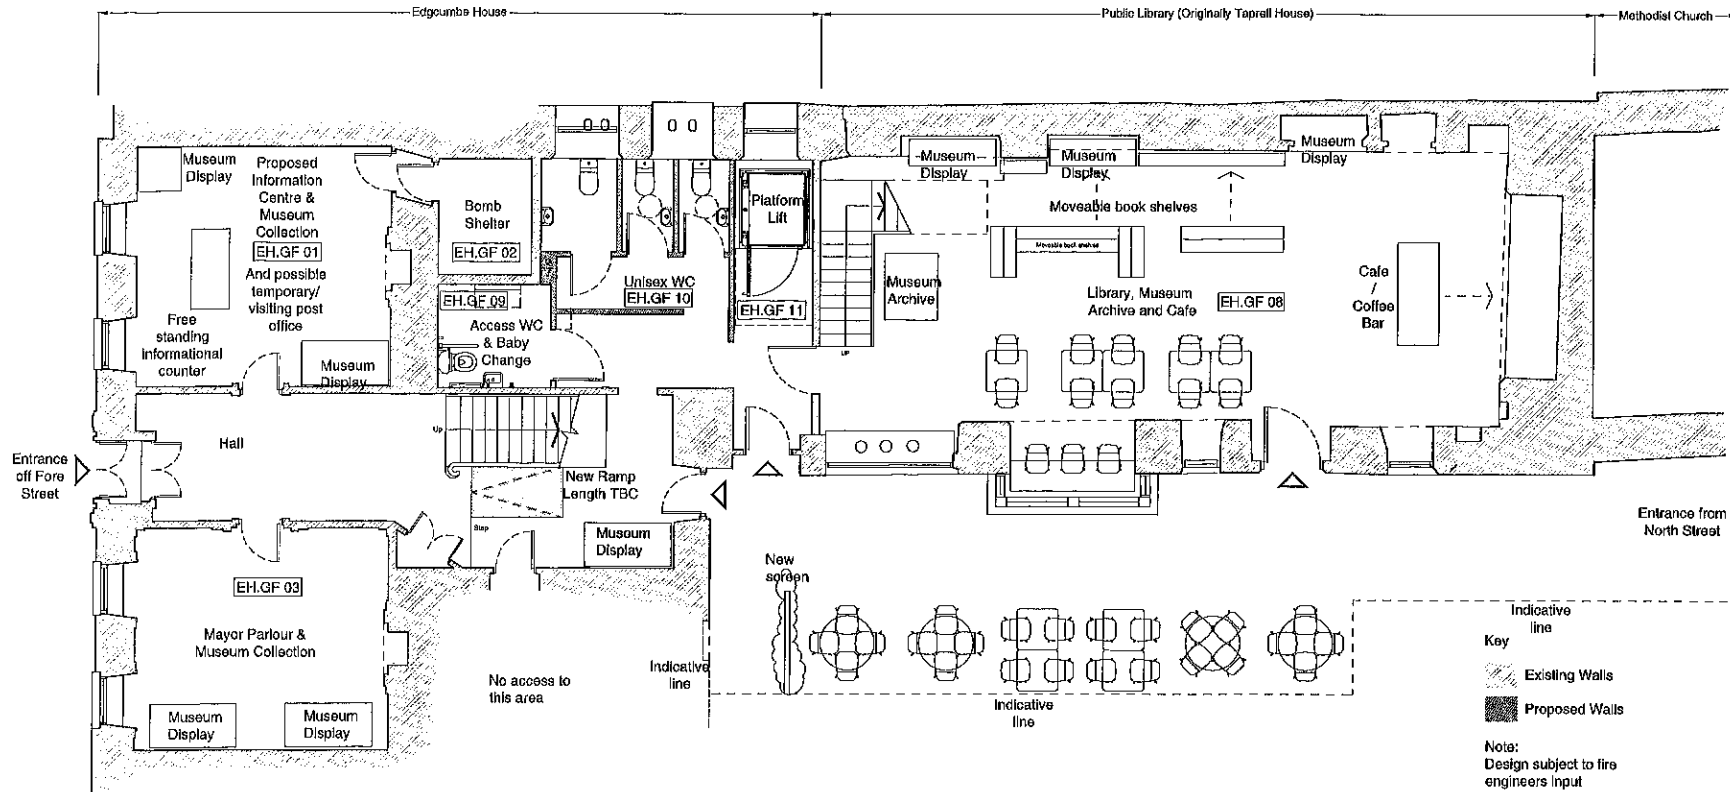 Edgcumbe House
Public Library (Originally Taprell House)
Methodist Church
Museum
Display
Proposed
Information
Centre &
Museum
Collection
EH.GF 01
And possible
temporary/
visiting post
office
Free
standing
informational
counter
Museum
Display
Bomb
Shelter
EH.GF 02
EH.GF 09
Access WC
& Baby
Change
Unisex WC
EH.GF 10
Platform
Lift
EH.GF 11
Museum
Display
Museum
Display
Museum
Display
Moveable book shelves
Moveable book shelves
Museum
Archive
Library, Museum
Archive and Cafe
EH.GF 08
Cafe
/
Coffee
Bar
UP
Hall
Up
Entrance
off Fore
Street
New Ramp
Length TBC
Step
Museum
Display
Entrance from
North Street
EH.GF 03
Mayor Parlour &
Museum Collection
Museum
Display
Museum
Display
No access to
this area
Indicative
line
New
screen
Indicative
line
Indicative
line
Key
Existing Walls
Proposed Walls
Note:
Design subject to fire
engineers input